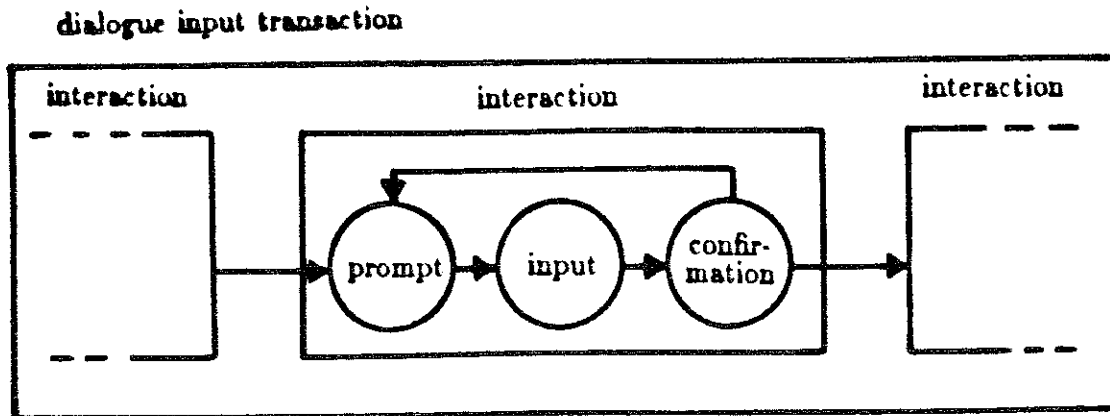 dialogue input transaction
interaction
interaction
interaction
prompt
input
confir-
mation